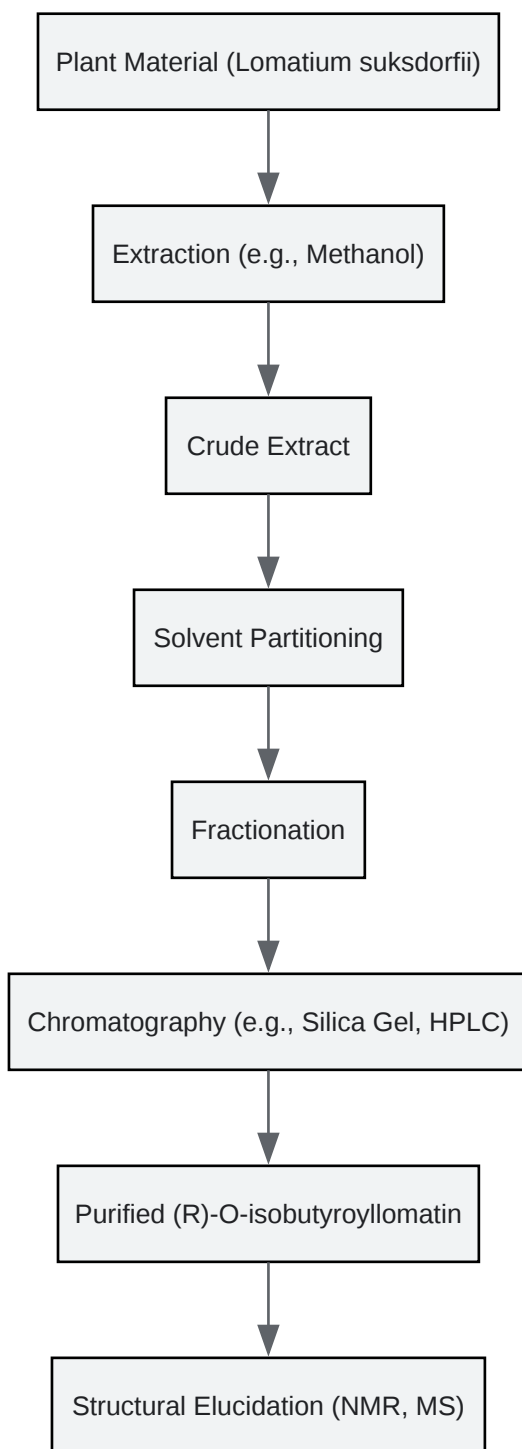 Plant Material (Lomatium suksdorfii)
Extraction (e.g., Methanol)
Crude Extract
Solvent Partitioning
Fractionation
Chromatography (e.g., Silica Gel, HPLC)
Purified (R)-O-isobutyroyllomatin
Structural Elucidation (NMR, MS)